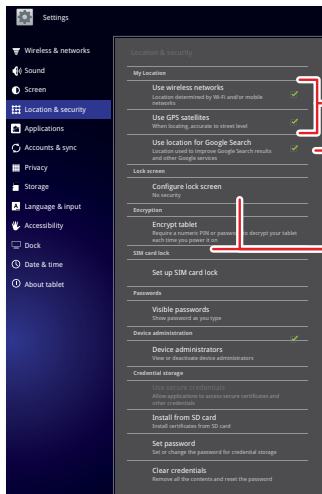 Settings
Wireless & networks
Sound
Screen
Location & security
Applications
Accounts & sync
Privacy
Storage
Language & input
Accessibility
Dock
Date & time
About tablet
Location & security
My Location
Use wireless networks
Location determined by Wi-Fi and/or mobile
networks
Use GPS satellites
When locating, accurate to street level
Use location for Google Search
Location used to improve Google Search results
and other Google services
Lock screen
Configure lock screen
No security
Encryption
Encrypt tablet
Require a numeric PIN or password to decrypt your tablet
each time you power it on
SIM card lock
Set up SIM card lock
Passwords
Visible passwords
Show password as you type
Device administration
Device administrators
View or deactivate device administrators
Credential storage
Use secure credentials
Allow applications to access secure certificates and
other credentials
Install from SD card
Install certificates from SD card
Set password
Set or change the password for credential storage
Clear credentials
Remove all the contents and reset the password